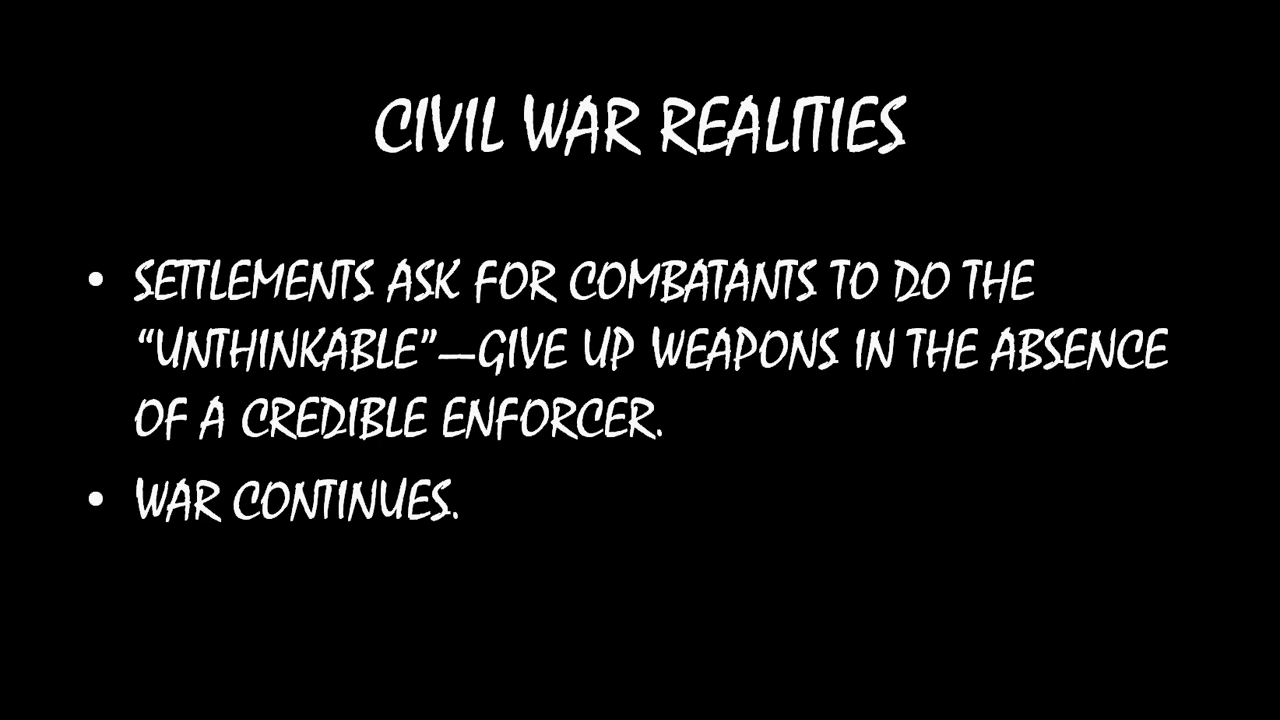 CIVIL WAR REALITIES
• SETTLEMENTS ASK FOR COMBATANTS TO DO THE
“UNTHINKABLE”—GIVE UP WEAPONS IN THE ABSENCE
OF A CREDIBLE ENFORCER.
• WAR CONTINUES.